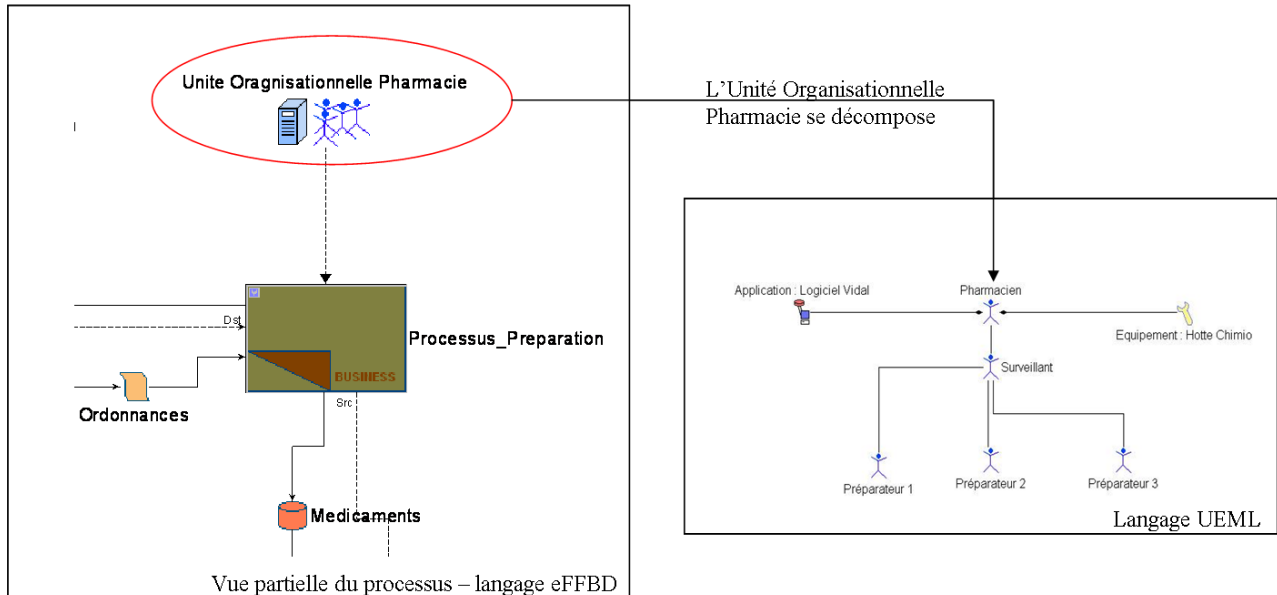 Unite Oragnisationnelle Pharmacie
L'Unité Organisationnelle
Pharmacie se décompose
Dst
Processus_Preparation
BUSINESS
Ordonnances
Src
Medicaments
Vue partielle du processus – langage eFFBD
Application : Logiciel Vidal
Pharmacien
Equipement : Hotte Chimio
Surveillant
Préparateur 1
Préparateur 2
Préparateur 3
Langage UEML